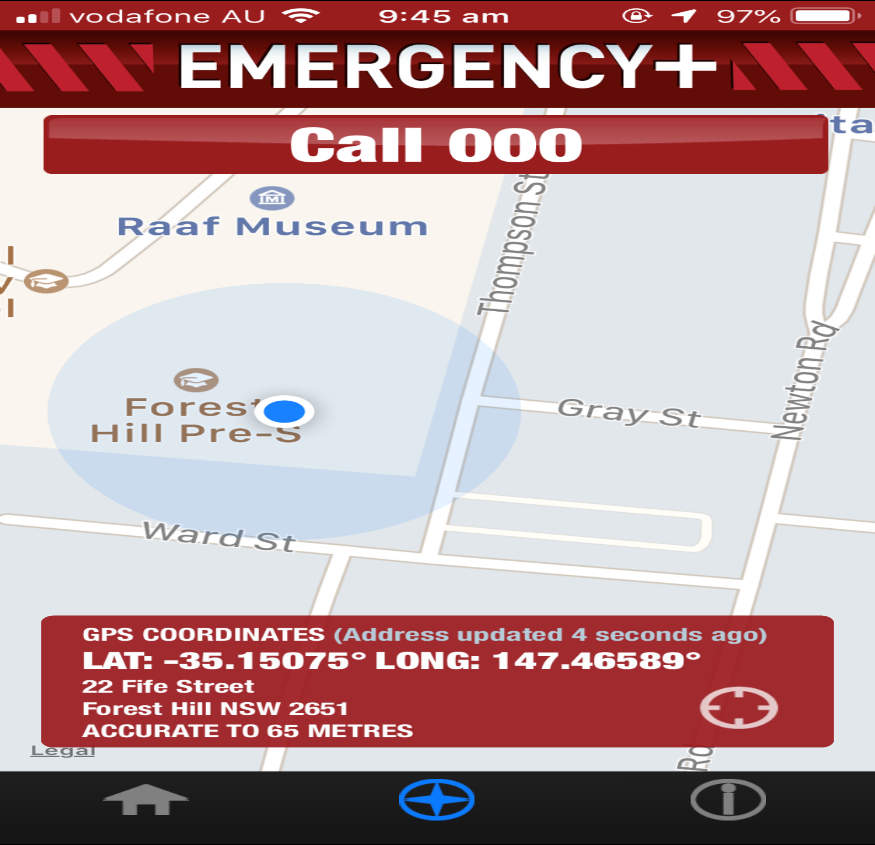 vodafone AU 9:45 am 97%
EMERGENCY+
Call 000
Raaf Museum
Thompson St
Newton Rd
Forest
Hill Pre-S
Gray St
Ward St
GPS COORDINATES (Address updated 4 seconds ago)
LAT: -35.15075° LONG: 147.46589°
22 Fife Street
Forest Hill NSW 2651
ACCURATE TO 65 METRES
Legal
Rd